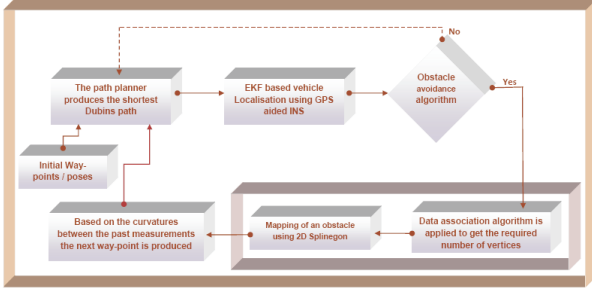 No
The path planner
produces the shortest
Dubins path
EKF based vehicle
Localisation using GPS
aided INS
Obstacle
avoidance
algorithm
Yes
Initial Way-
points / poses
Based on the curvatures
between the past measurements
the next way-point is produced
Mapping of an obstacle
using 2D Splinegon
Data association algorithm is
applied to get the required
number of vertices